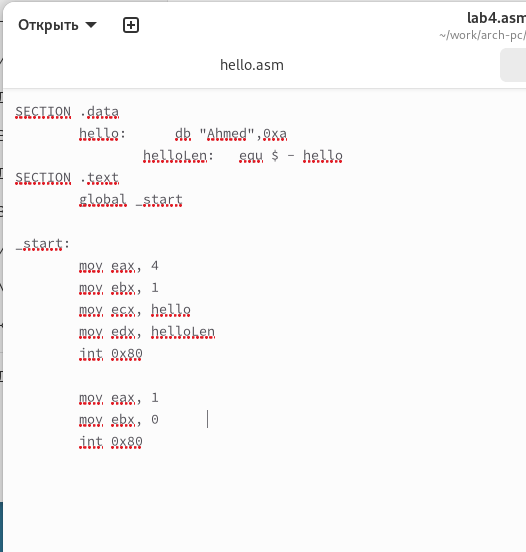 Открыть
lab4.asm
~/work/arch-pc/
hello.asm
SECTION .data
hello: db "Ahmed",0xa
helloLen: equ $ - hello
SECTION .text
global _start
_start:
mov eax, 4
mov ebx, 1
mov ecx, hello
mov edx, helloLen
int 0x80
mov eax, 1
mov ebx, 0
int 0x80